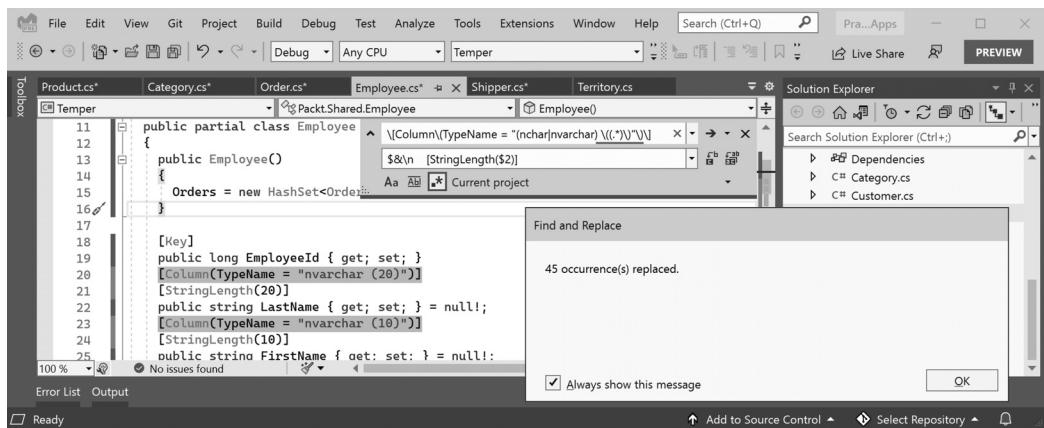 File Edit View Git Project Build Debug Test Analyze Tools Extensions Window Help Search (Ctrl+Q) Pra...Apps
Debug Any CPU Temper Live Share PREVIEW
Toolbox
Product.cs* Category.cs* Order.cs* Employee.cs* Shipper.cs* Territory.cs
Temper Packt.Shared.Employee Employee()
11 public partial class Employee
12 {
13 public Employee()
14 {
15 Orders = new HashSet<Order
16 }
17
18 [Key]
19 public long EmployeeId { get; set; }
20 [Column(TypeName = "nvarchar (20)")]
21 [StringLength(20)]
22 public string LastName { get; set; } = null!;
23 [Column(TypeName = "nvarchar (10)")]
24 [StringLength(10)]
25 public string FirstName { get; set; } = null!;
\[Column\(TypeName = "(nchar|nvarchar) \((.*)\)"\)\]
$&\n [StringLength($2)]
Aa Ab .* Current project
100 % No issues found
Error List Output
Solution Explorer
Search Solution Explorer (Ctrl+;)
Dependencies
C# Category.cs
C# Customer.cs
Find and Replace
45 occurrence(s) replaced.
Always show this message
OK
Ready Add to Source Control Select Repository